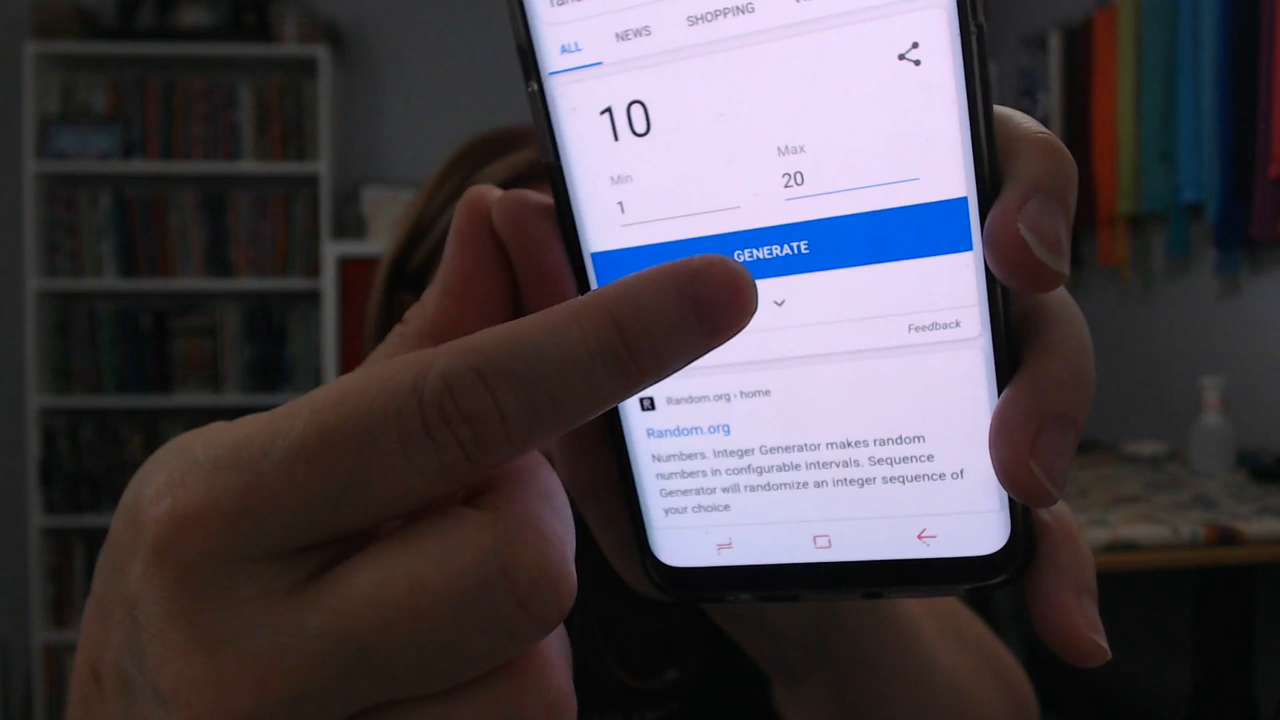 ALL NEWS SHOPPING
10
Min Max
1 20
GENERATE
Feedback
Random.org › home
Random.org
Numbers. Integer Generator makes random
numbers in configurable intervals. Sequence
Generator will randomize an integer sequence of
your choice